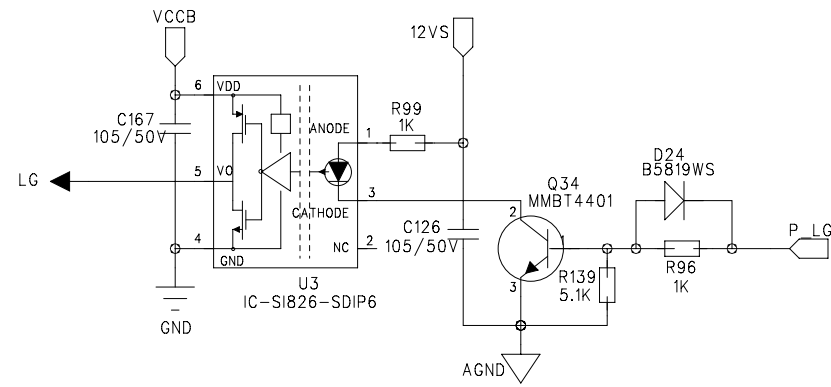 VCCB
12VS
6
VDD
R99
1K
C167
105/50V
ANODE
1
D24
B5819WS
5
VO
LG
3
Q34
MMBT4401
2
CATHODE
C126
105/50V
P_LG
4
GND
NC
2
1
R96
1K
U3
IC-SI826-SDIP6
3
R139
5.1K
GND
AGND